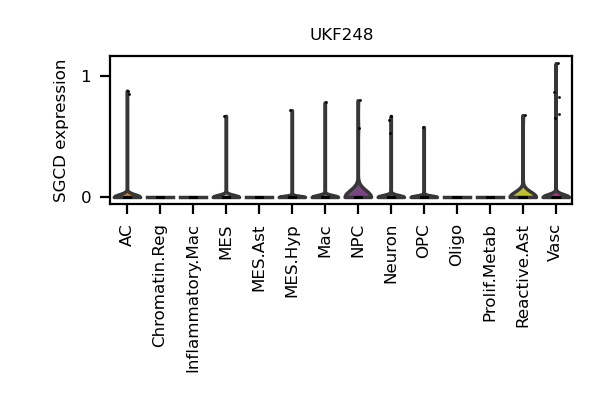 UKF248
SGCD expression
1
0
AC
Chromatin.Reg
Inflammatory.Mac
MES
MES.Ast
MES.Hyp
Mac
NPC
Neuron
OPC
Oligo
Prolif.Metab
Reactive.Ast
Vasc